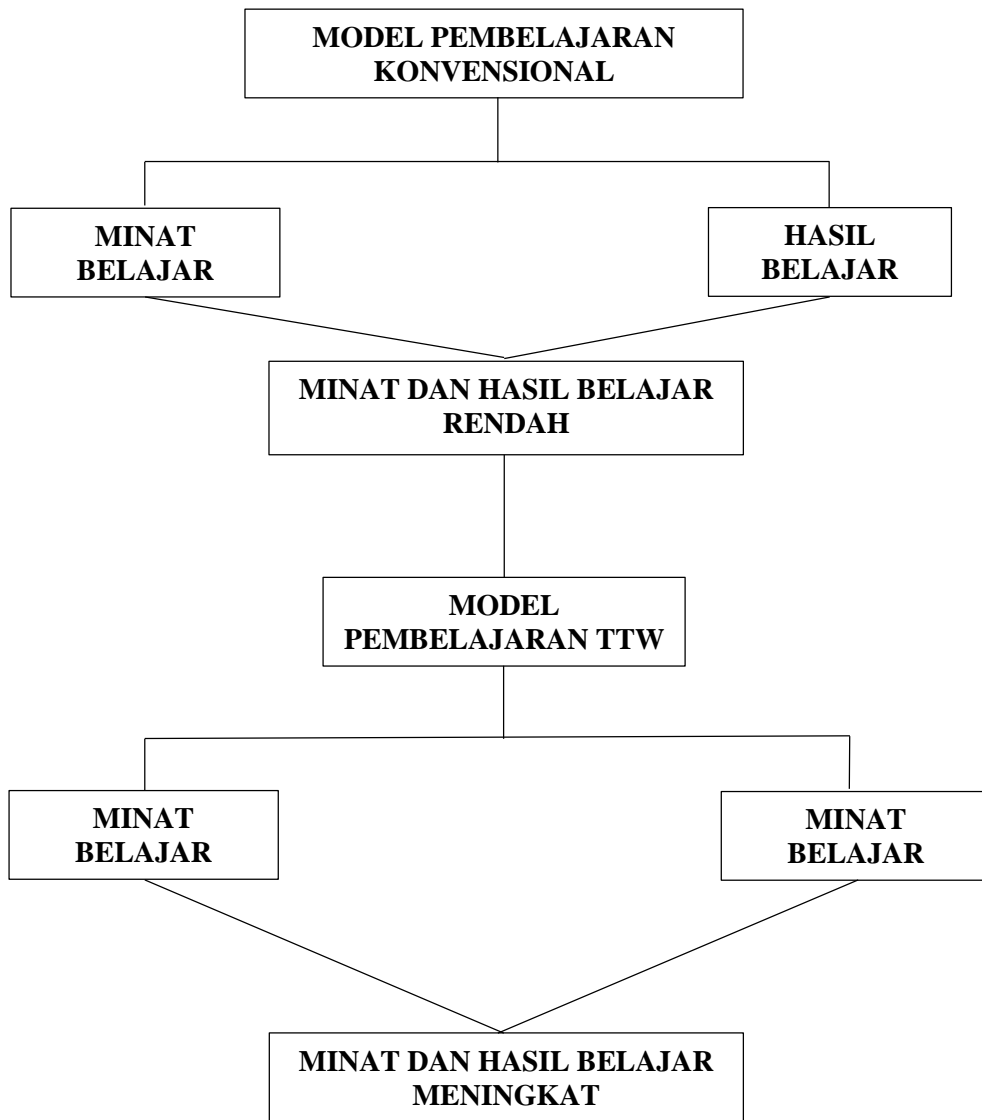 MODEL PEMBELAJARAN
KONVENSIONAL
MINAT
BELAJAR
HASIL
BELAJAR
MINAT DAN HASIL BELAJAR
RENDAH
MODEL
PEMBELAJARAN TTW
MINAT
BELAJAR
MINAT
BELAJAR
MINAT DAN HASIL BELAJAR
MENINGKAT